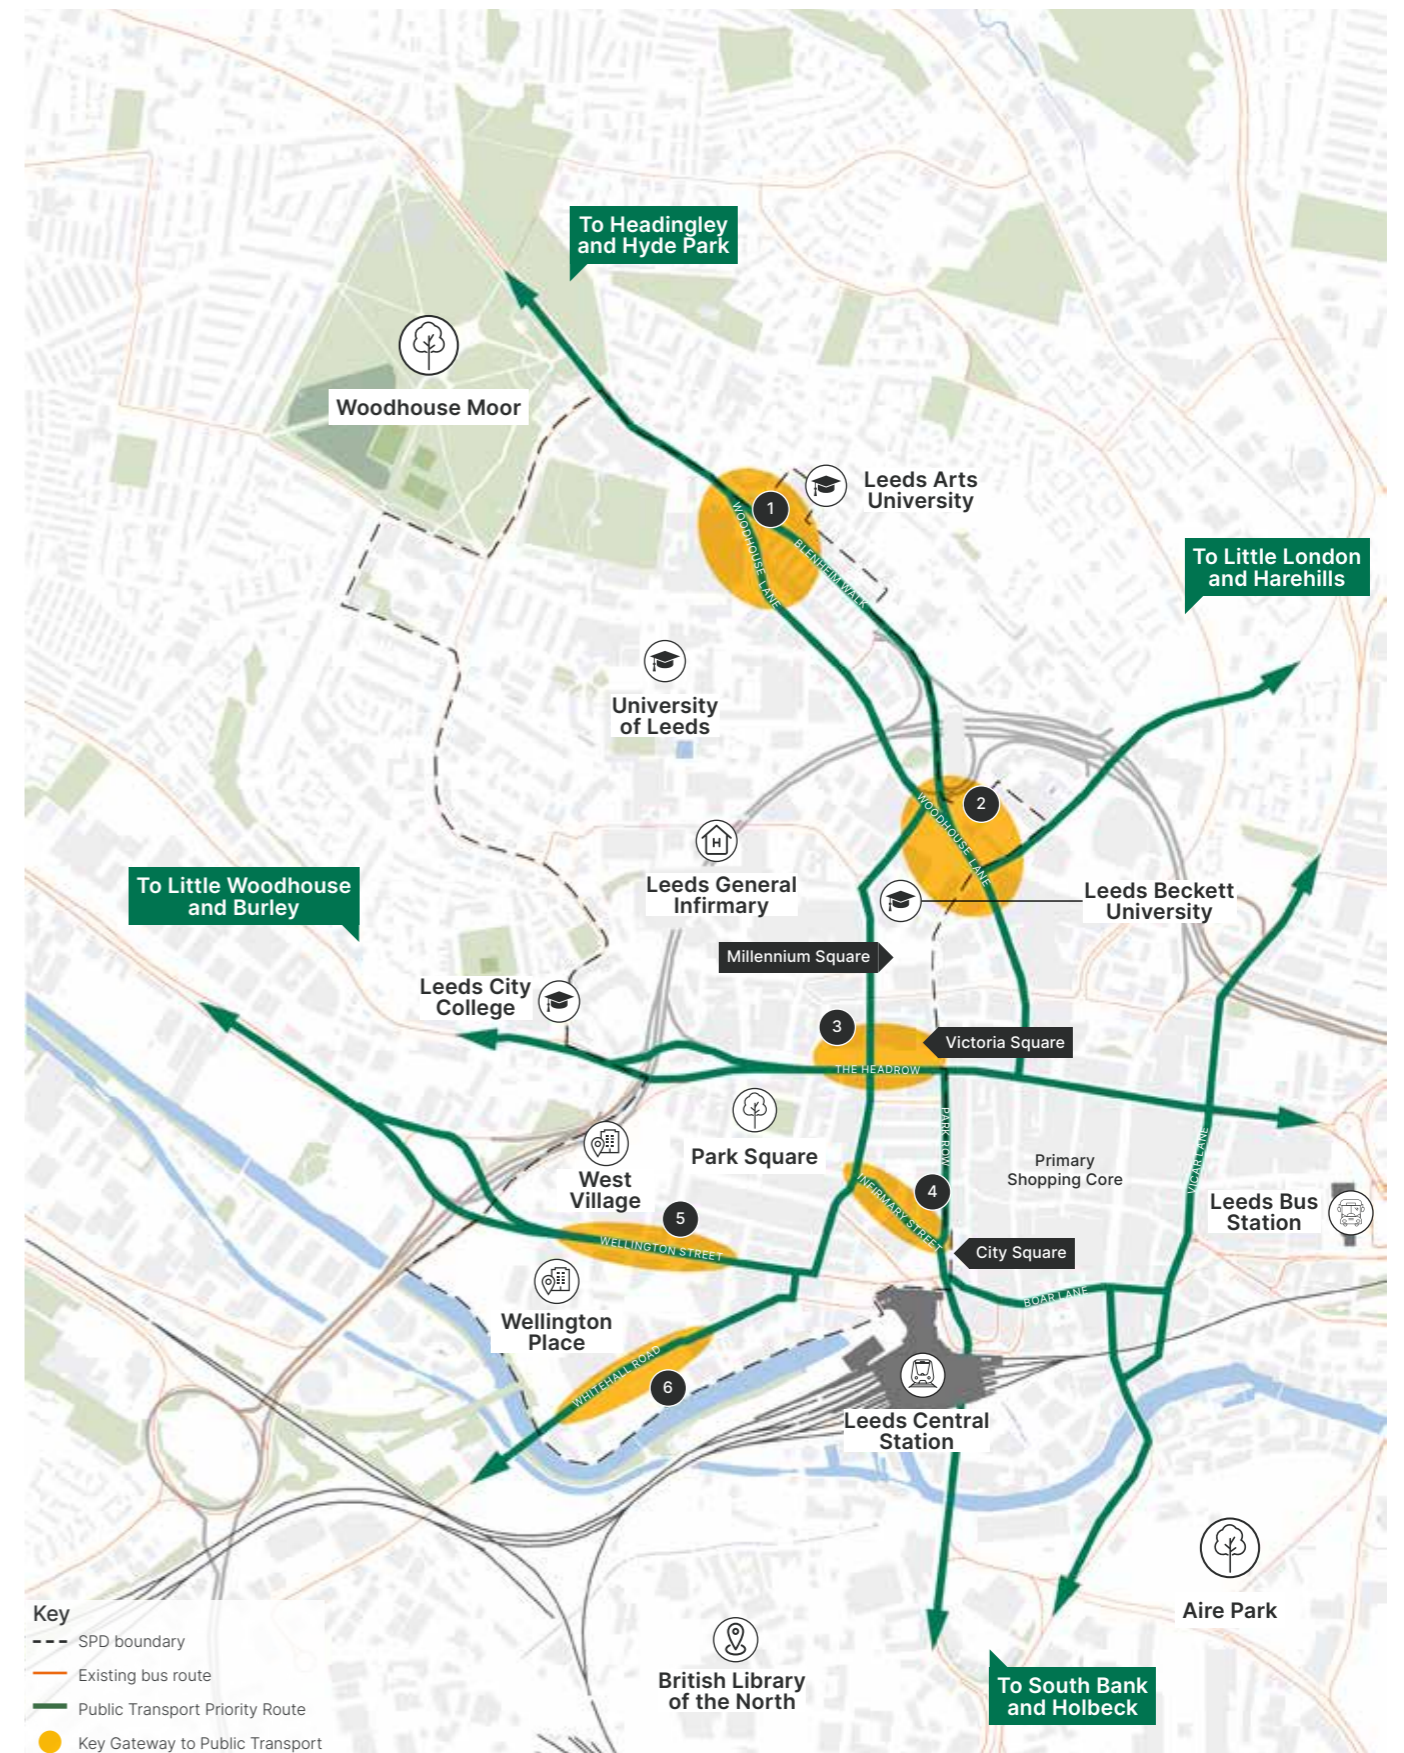 To Headingley
and Hyde Park
Woodhouse Moor
Leeds Arts
University
1
WOODHOUSE LANE
BLENHEIM WALK
To Little London
and Harehills
University
of Leeds
2
WOODHOUSE LANE
H
Leeds General
Infirmary
To Little Woodhouse
and Burley
Leeds Beckett
University
Millennium Square
Leeds City
College
3
Victoria Square
THE HEADROW
PARK ROW
Park Square
Primary
Shopping Core
VICAR LANE
West
Village
INFIRMARY STREET
4
Leeds Bus
Station
5
WELLINGTON STREET
City Square
BOAR LANE
Wellington
Place
WHITEHALL ROAD
6
Leeds Central
Station
Aire Park
British Library
of the North
To South Bank
and Holbeck
Key
SPD boundary
Existing bus route
Public Transport Priority Route
Key Gateway to Public Transport